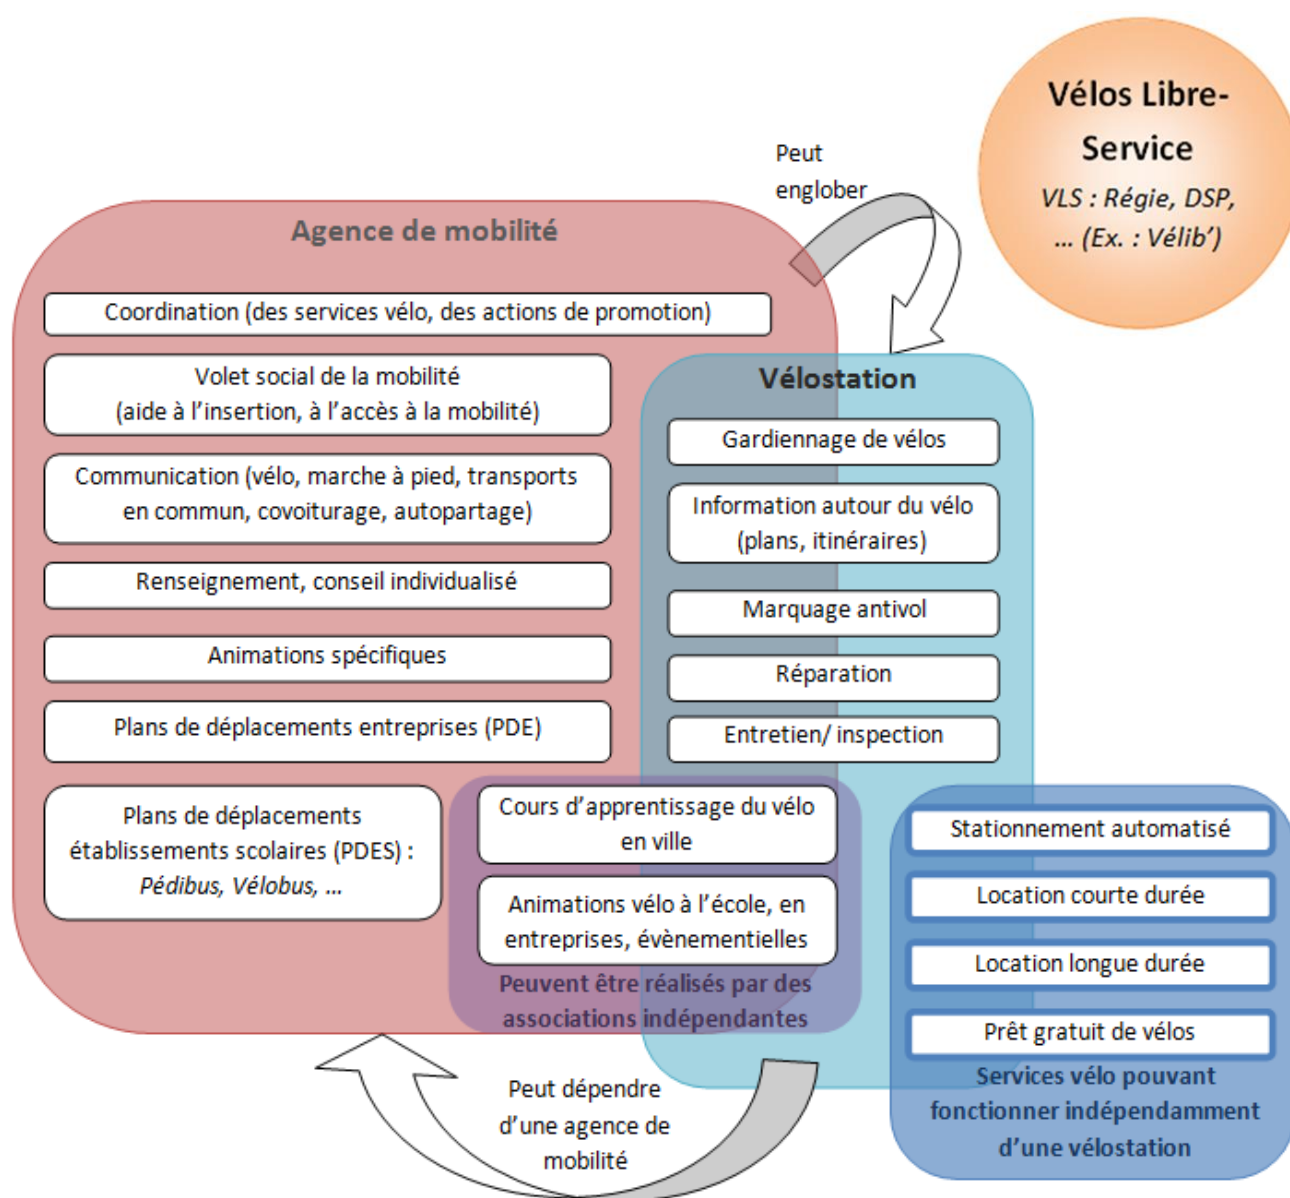 Vélos Libre-
Service
VLS : Régie, DSP,
... (Ex. : Vélib’)
Peut
englober
Agence de mobilité
Coordination (des services vélo, des actions de promotion)
Volet social de la mobilité
(aide à l’insertion, à l’accès à la mobilité)
Communication (vélo, marche à pied, transports
en commun, covoiturage, autopartage)
Renseignement, conseil individualisé
Animations spécifiques
Plans de déplacements entreprises (PDE)
Plans de déplacements
établissements scolaires (PDES) :
Pédibus, Vélobus, ...
Vélostation
Gardiennage de vélos
Information autour du vélo
(plans, itinéraires)
Marquage antivol
Réparation
Entretien/ inspection
Cours d’apprentissage du vélo
en ville
Animations vélo à l’école, en
entreprises, évènementielles
Peuvent être réalisés par des
associations indépendantes
Stationnement automatisé
Location courte durée
Location longue durée
Prêt gratuit de vélos
Services vélo pouvant
fonctionner indépendamment
d’une vélostation
Peut dépendre
d’une agence de
mobilité